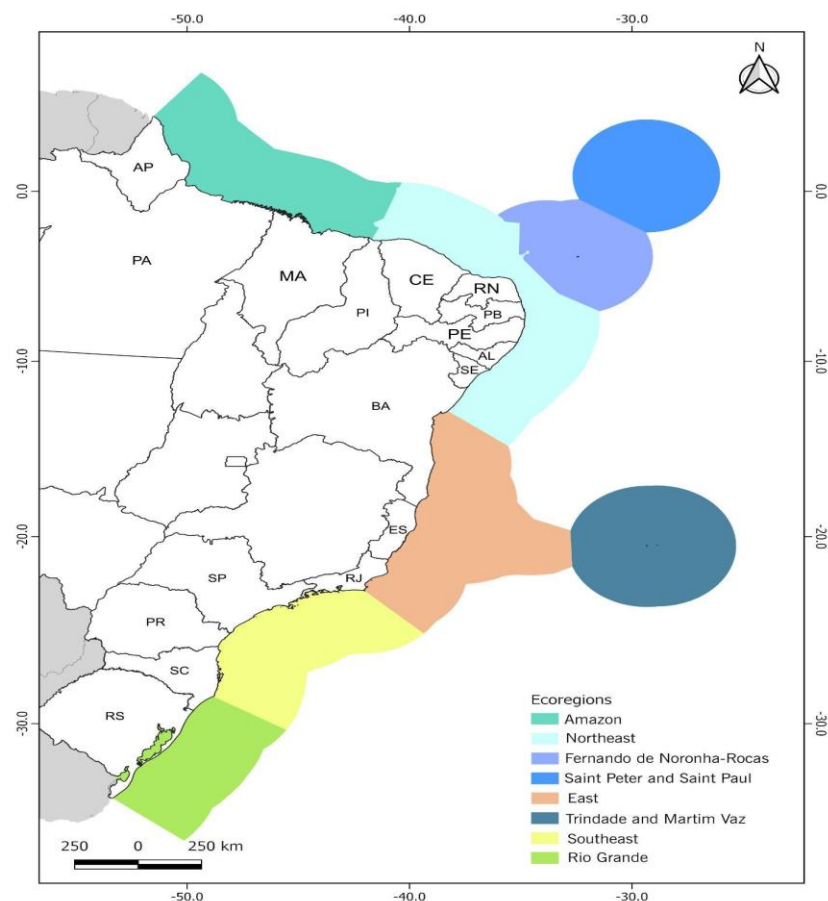 -50.0 -40.0 -30.0
N
0.0 0.0
AP
PA
MA
CE
RN
PI
PB
PE
AL
SE
-10.0 -10.0
BA
ES
-20.0 -20.0
SP
RJ
PR
SC
RS
-30.0 -30.0
Ecoregions
Amazon
Northeast
Fernando de Noronha-Rocas
Saint Peter and Saint Paul
East
Trindade and Martim Vaz
Southeast
Rio Grande
250 0 250 km
-50.0 -40.0 -30.0